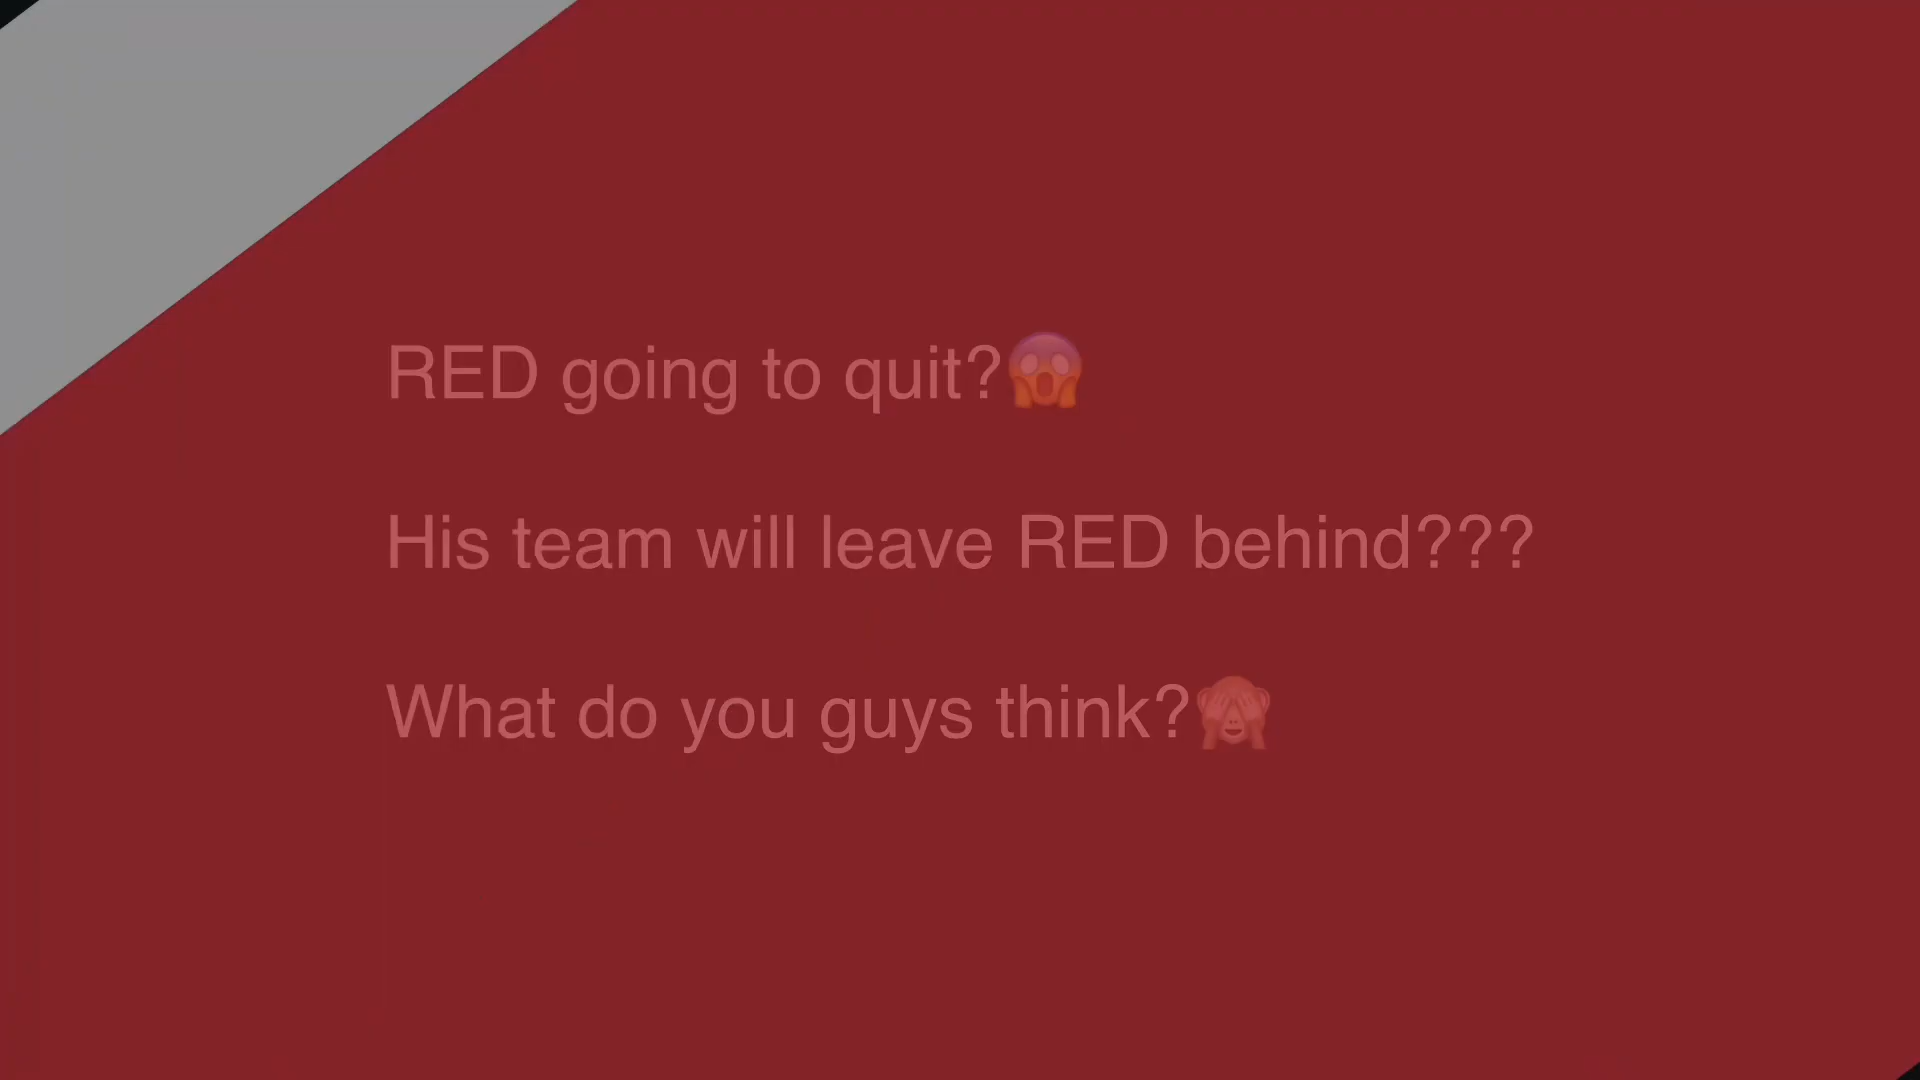 RED going to quit?😱
His team will leave RED behind???
What do you guys think?🙈